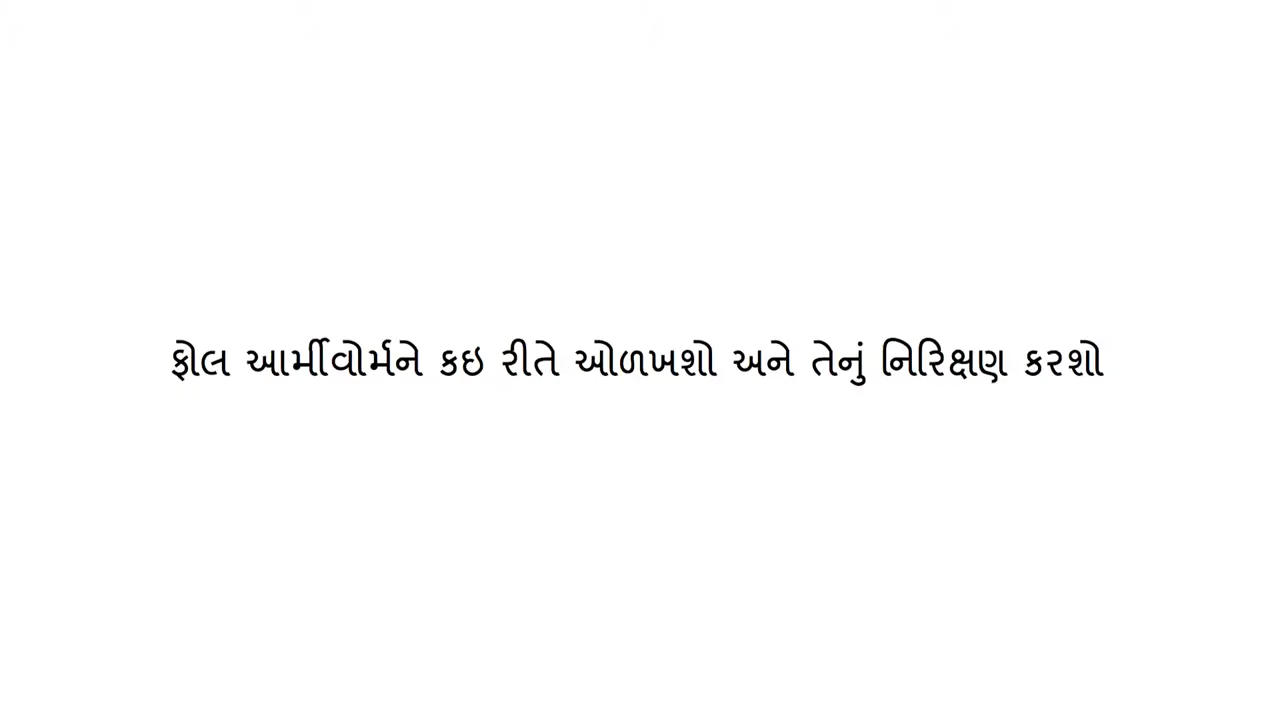 ફોલ આર્મીવોર્મને કઇ રીતે ઓળખશો અને તેનું નિરિક્ષણ કરશો